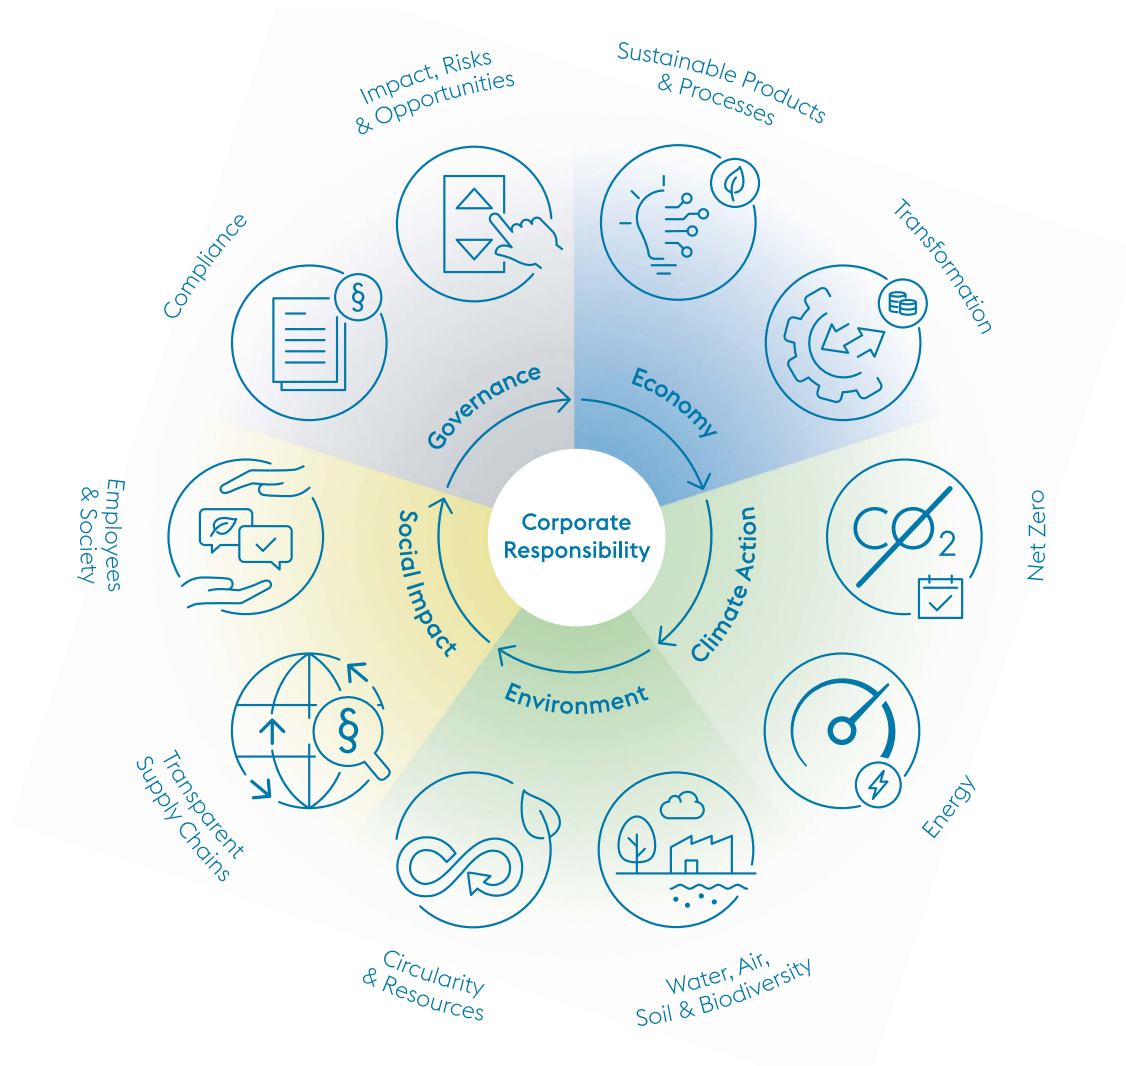 Impact, Risks
& Opportunities
Sustainable Products
& Processes
Compliance
§
Transformation
Governance
Economy
Employees
& Society
Social Impact
Corporate
Responsibility
Climate Action
CO2
Net Zero
Environment
§
Transparent
Supply Chains
Energy
Circularity
& Resources
Water, Air,
Soil & Biodiversity